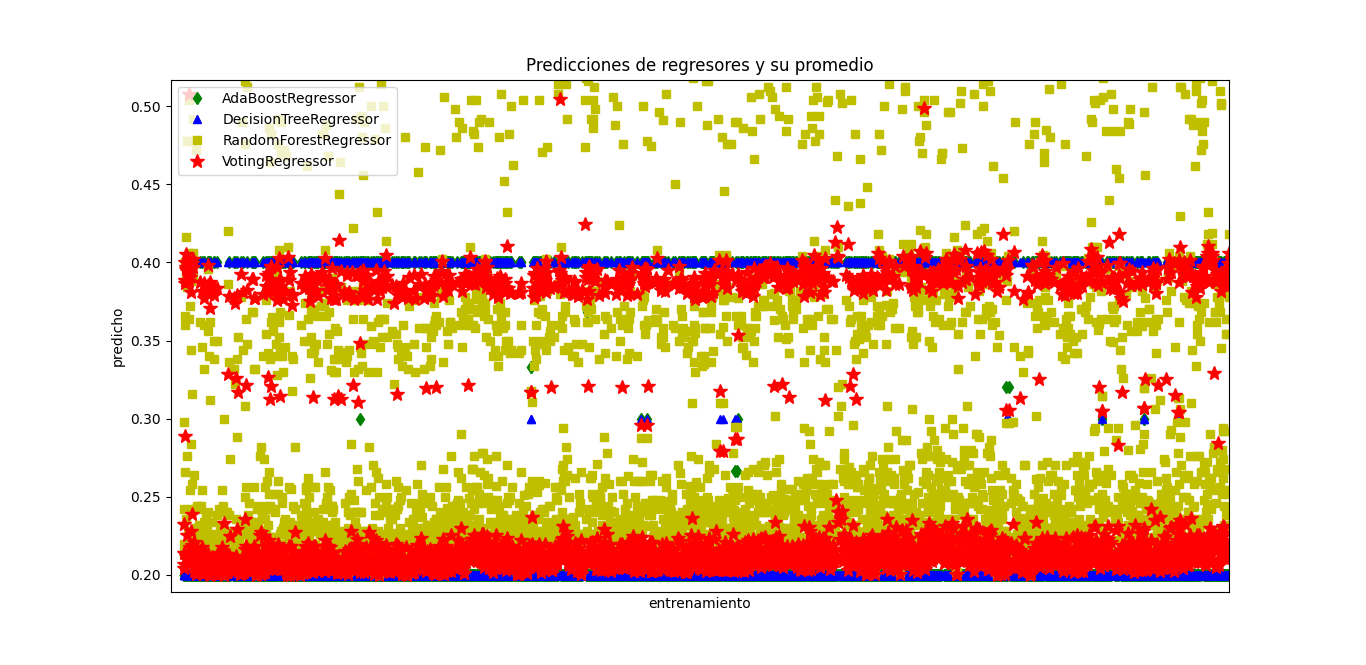 Predicciones de regresores y su promedio
AdaBoostRegressor
DecisionTreeRegressor
RandomForestRegressor
VotingRegressor
0.50
0.45
0.40
0.35
0.30
0.25
0.20
predicho
entrenamiento